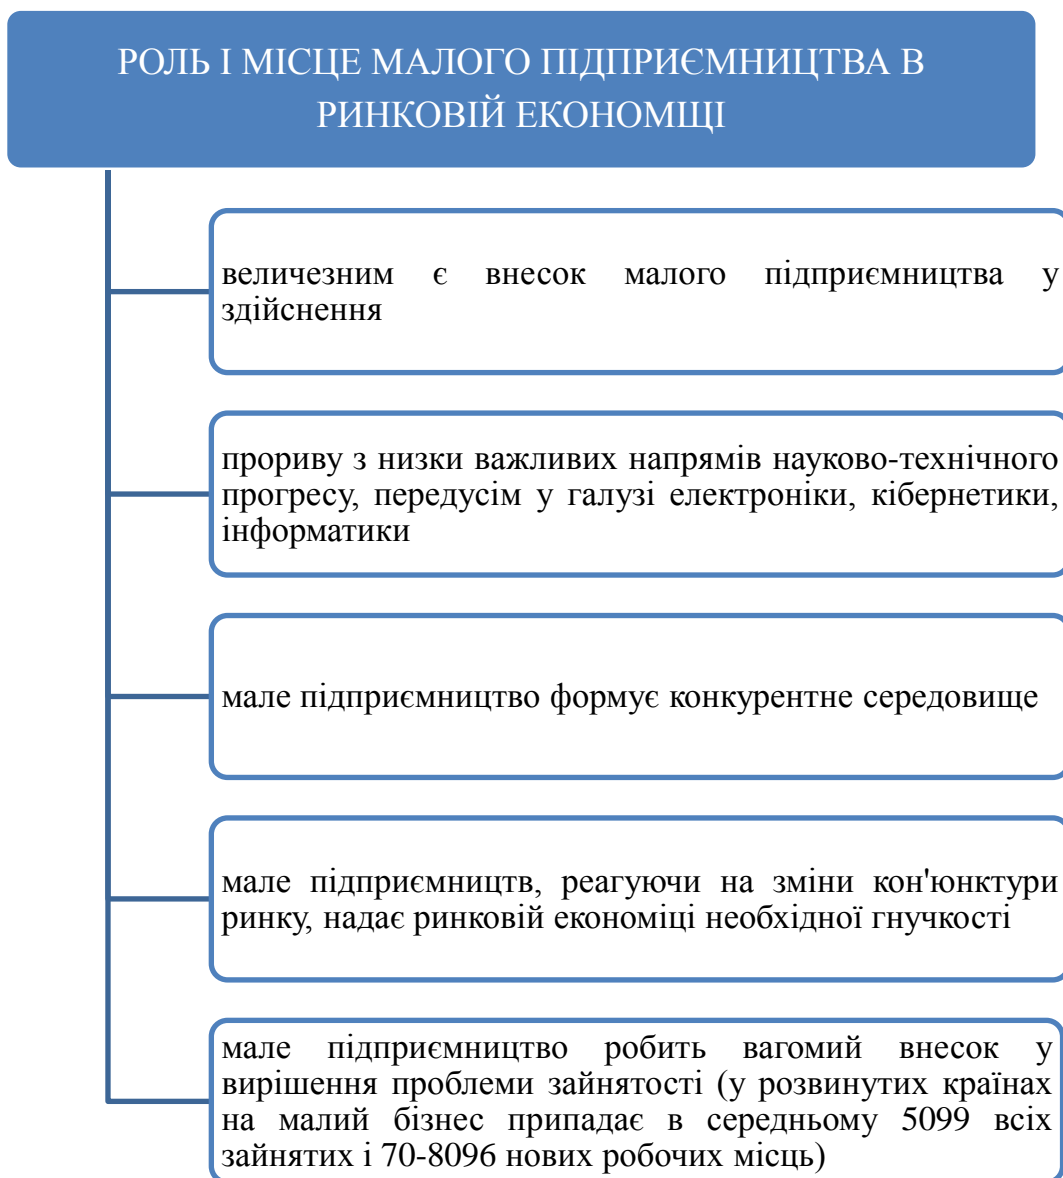 РОЛЬ І МІСЦЕ МАЛОГО ПІДПРИЄМНИЦТВА В
РИНКОВІЙ ЕКОНОМЩІ
величезним є внесок малого підприємництва у
здійснення
прориву з низки важливих напрямів науково-технічного
прогресу, передусім у галузі електроніки, кібернетики,
інформатики
мале підприємництво формує конкурентне середовище
мале підприємництв, реагуючи на зміни кон'юнктури
ринку, надає ринковій економіці необхідної гнучкості
мале підприємництво робить вагомий внесок у
вирішення проблеми зайнятості (у розвинутих країнах
на малий бізнес припадає в середньому 5099 всіх
зайнятих і 70-8096 нових робочих місць)